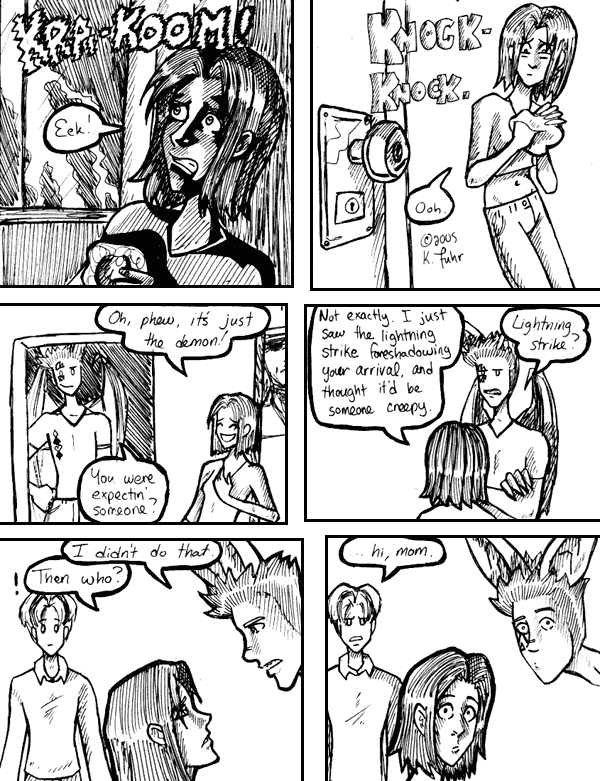 KRA-KOOM!
Eek!
KNOCK-
KNOCK.
Ooh.
©2005
K. Fuhr
Oh, phew, it's just
the demon!
You were
expectin'
someone?
Not exactly. I just
saw the lightning
strike foreshadowing
your arrival, and
thought it'd be
someone creepy.
Lightning
strike?
I didn't do that.
Then who?
!
...hi, mom.